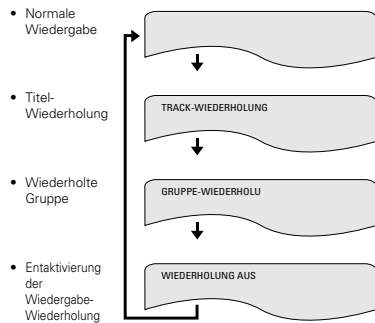 • Normale
Wiedergabe
• Titel-
Wiederholung
TRACK-WIEDERHOLUNG
• Wiederholte
Gruppe
GRUPPE-WIEDERHOLU
• Entaktivierung
der
Wiedergabe-
Wiederholung
WIEDERHOLUNG AUS